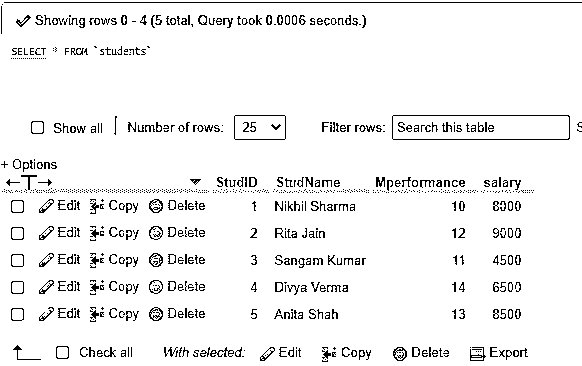 Showing rows 0 - 4 (5 total, Query took 0.0006 seconds.)
SELECT * FROM `students`
Show all Number of rows: 25 Filter rows: Search this table S
+ Options
StudID StudName Mperformance salary
Edit Copy Delete 1 Nikhil Sharma 10 8000
Edit Copy Delete 2 Rita Jain 12 9000
Edit Copy Delete 3 Sangam Kumar 11 4500
Edit Copy Delete 4 Divya Verma 14 6500
Edit Copy Delete 5 Anita Shah 13 8500
Check all With selected: Edit Copy Delete Export